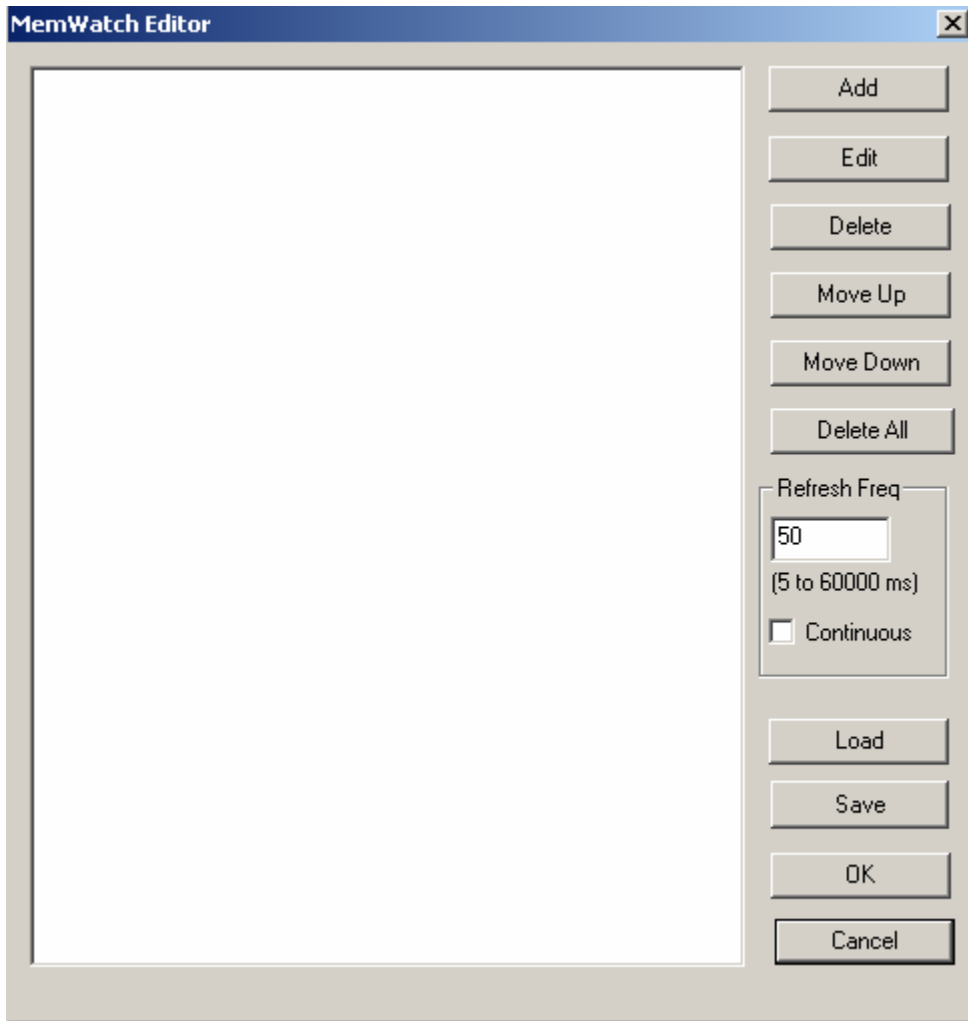 MemWatch Editor
Add
Edit
Delete
Move Up
Move Down
Delete All
Refresh Freq
50
(5 to 60000 ms)
Continuous
Load
Save
OK
Cancel